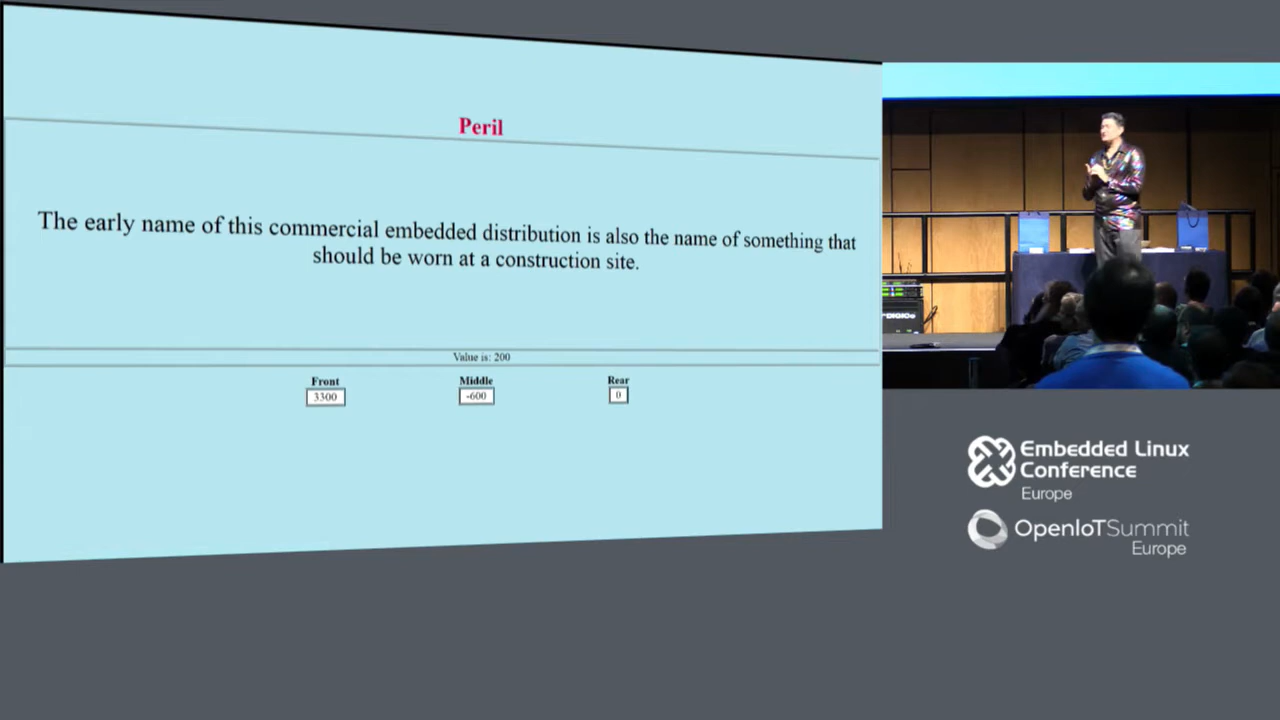 Peril
The early name of this commercial embedded distribution is also the name of something that
should be worn at a construction site.
Value is: 200
Front
Middle
Rear
3300
-600
0
DIGICo
Embedded Linux
Conference
Europe
OpenIoTSummit
Europe